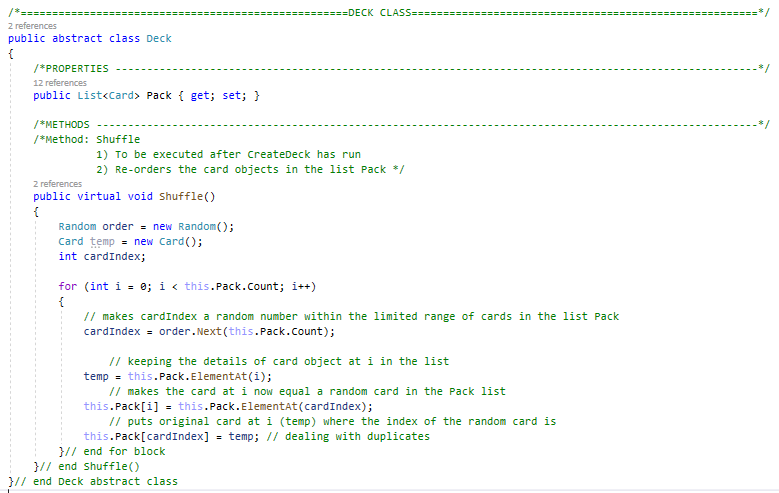 /*====================================================DECK CLASS=======================================================*/
2 references
public abstract class Deck
{
/*PROPERTIES ------------------------------------------------------------------------------------------------------*/
12 references
public List<Card> Pack { get; set; }
/*METHODS ---------------------------------------------------------------------------------------------------------*/
/*Method: Shuffle
1) To be executed after CreateDeck has run
2) Re-orders the card objects in the list Pack */
2 references
public virtual void Shuffle()
{
Random order = new Random();
Card temp = new Card();
int cardIndex;
for (int i = 0; i < this.Pack.Count; i++)
{
// makes cardIndex a random number within the limited range of cards in the list Pack
cardIndex = order.Next(this.Pack.Count);
// keeping the details of card object at i in the list
temp = this.Pack.ElementAt(i);
// makes the card at i now equal a random card in the Pack list
this.Pack[i] = this.Pack.ElementAt(cardIndex);
// puts original card at i (temp) where the index of the random card is
this.Pack[cardIndex] = temp; // dealing with duplicates
}// end for block
}// end Shuffle()
}// end Deck abstract class